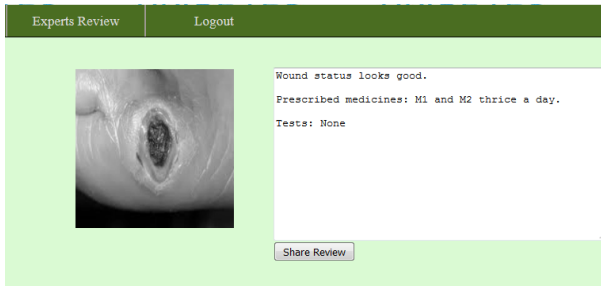 Experts Review
Logout
Wound status looks good.
Prescribed medicines: M1 and M2 thrice a day.
Tests: None
Share Review